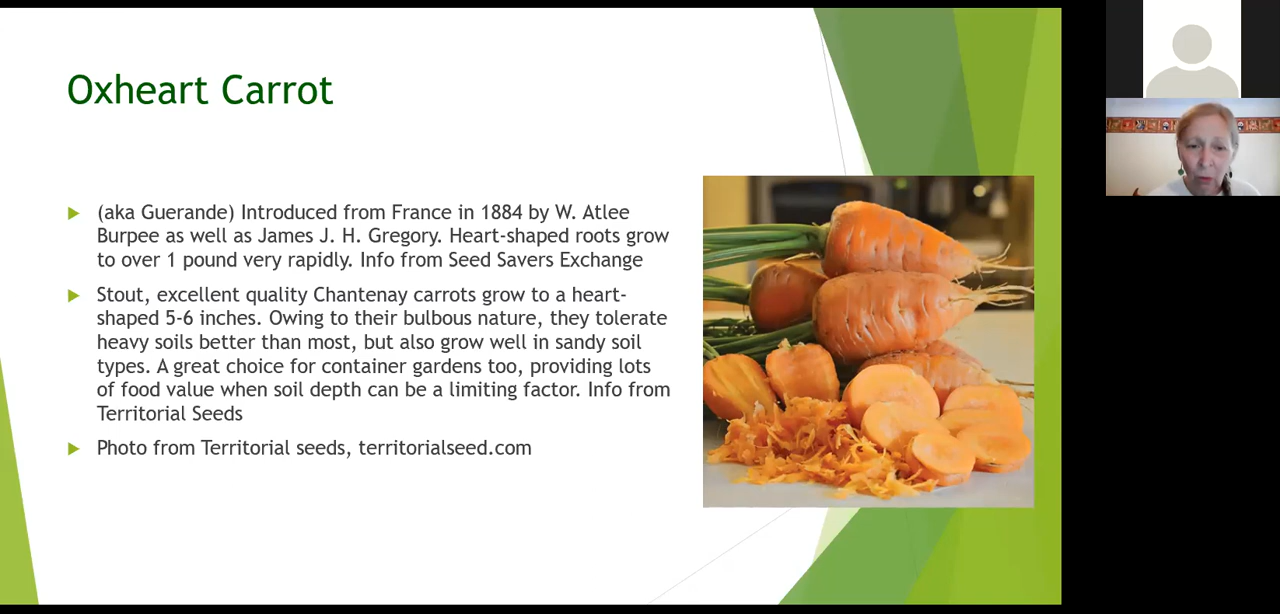 Oxheart Carrot
(aka Guerande) Introduced from France in 1884 by W. Atlee
Burpee as well as James J. H. Gregory. Heart-shaped roots grow
to over 1 pound very rapidly. Info from Seed Savers Exchange
Stout, excellent quality Chantenay carrots grow to a heart-
shaped 5-6 inches. Owing to their bulbous nature, they tolerate
heavy soils better than most, but also grow well in sandy soil
types. A great choice for container gardens too, providing lots
of food value when soil depth can be a limiting factor. Info from
Territorial Seeds
Photo from Territorial seeds, territorialseed.com